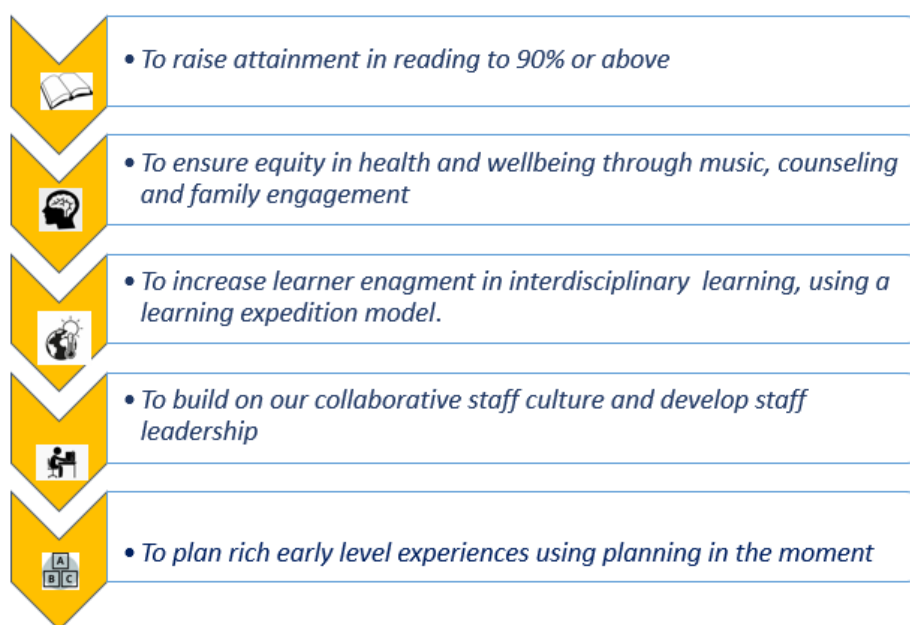 • To raise attainment in reading to 90% or above
• To ensure equity in health and wellbeing through music, counseling
and family engagement
• To increase learner enagment in interdisciplinary  learning, using a
learning expedition model.
• To build on our collaborative staff culture and develop staff
leadership
A
B C
• To plan rich early level experiences using planning in the moment